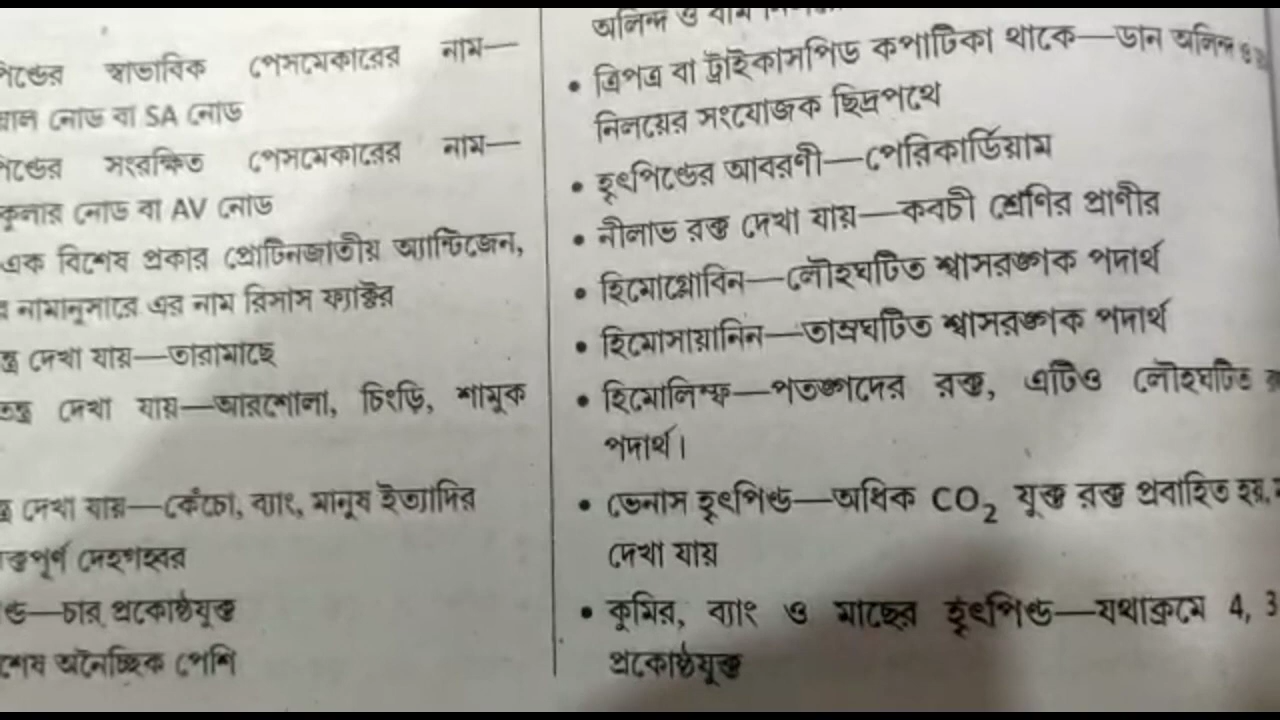 স্বাভাবিক পেসমেকারের নাম—
নোড বা SA নোড
সংরক্ষিত পেসমেকারের নাম—
নোড বা AV নোড
এক বিশেষ প্রকার প্রোটিনজাতীয় অ্যান্টিজেন,
নামানুসারে এর নাম রিসাস ফ্যাক্টর
দেখা যায়—তারামাছে
দেখা যায়—আরশোলা, চিংড়ি, শামুক
দেখা যায়—কেঁচো, ব্যাং, মানুষ ইত্যাদির
দেহগহ্বর
—চার প্রকোষ্ঠযুক্ত
অনৈচ্ছিক পেশি
অলিন্দ ও বাম
• ত্রিপত্র বা ট্রাইকাসপিড কপাটিকা থাকে—ডান অলিন্দ ও
নিলয়ের সংযোজক ছিদ্রপথে
• হৃৎপিণ্ডের আবরণী—পেরিকার্ডিয়াম
• নীলাভ রক্ত দেখা যায়—কবচী শ্রেণির প্রাণীর
• হিমোগ্লোবিন—লৌহঘটিত শ্বাসরঞ্জক পদার্থ
• হিমোসায়ানিন—তাম্রঘটিত শ্বাসরঞ্জক পদার্থ
• হিমোলিম্ফ—পতঙ্গদের রক্ত, এটিও লৌহঘটিত
পদার্থ।
• ভেনাস হৃৎপিণ্ড—অধিক CO₂ যুক্ত রক্ত প্রবাহিত হয়,
দেখা যায়
• কুমির, ব্যাং ও মাছের হৃৎপিণ্ড—যথাক্রমে 4, 3
প্রকোষ্ঠযুক্ত